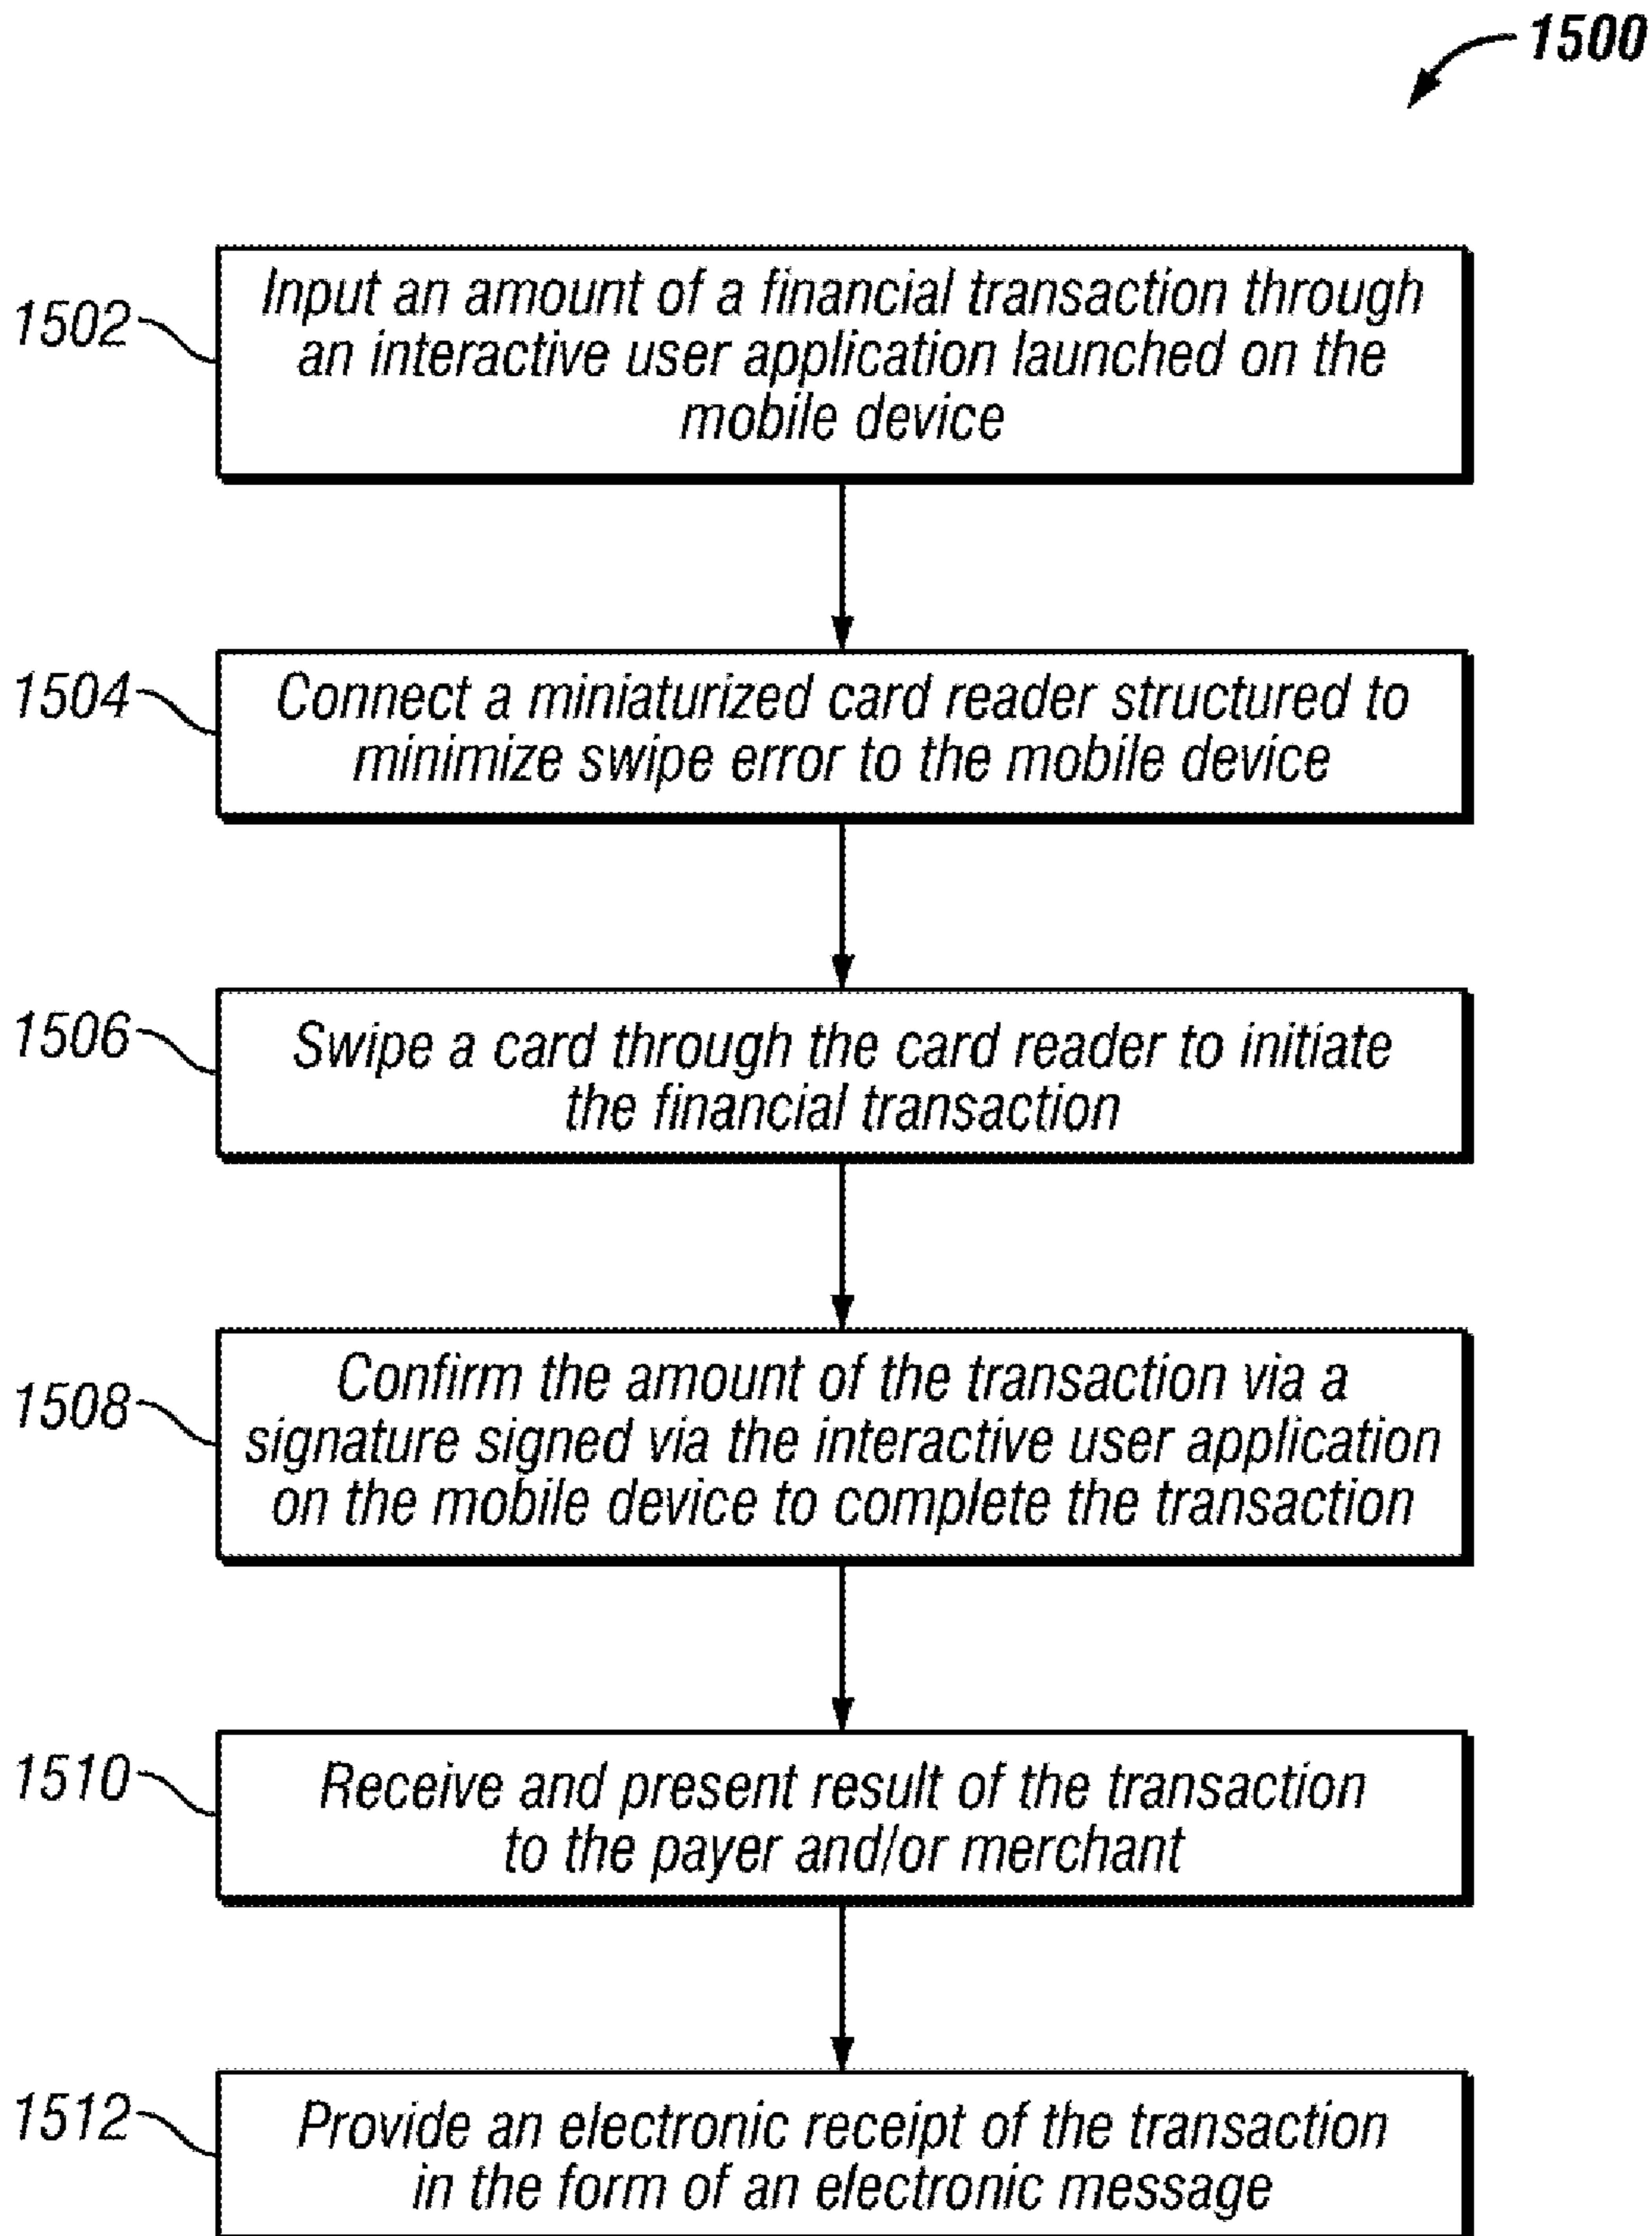 1500
1502
Input an amount of a financial transaction through
an interactive user application launched on the
mobile device
1504
Connect a miniaturized card reader structured to
minimize swipe error to the mobile device
1506
Swipe a card through the card reader to initiate
the financial transaction
1508
Confirm the amount of the transaction via a
signature signed via the interactive user application
on the mobile device to complete the transaction
1510
Receive and present result of the transaction
to the payer and/or merchant
1512
Provide an electronic receipt of the transaction
in the form of an electronic message